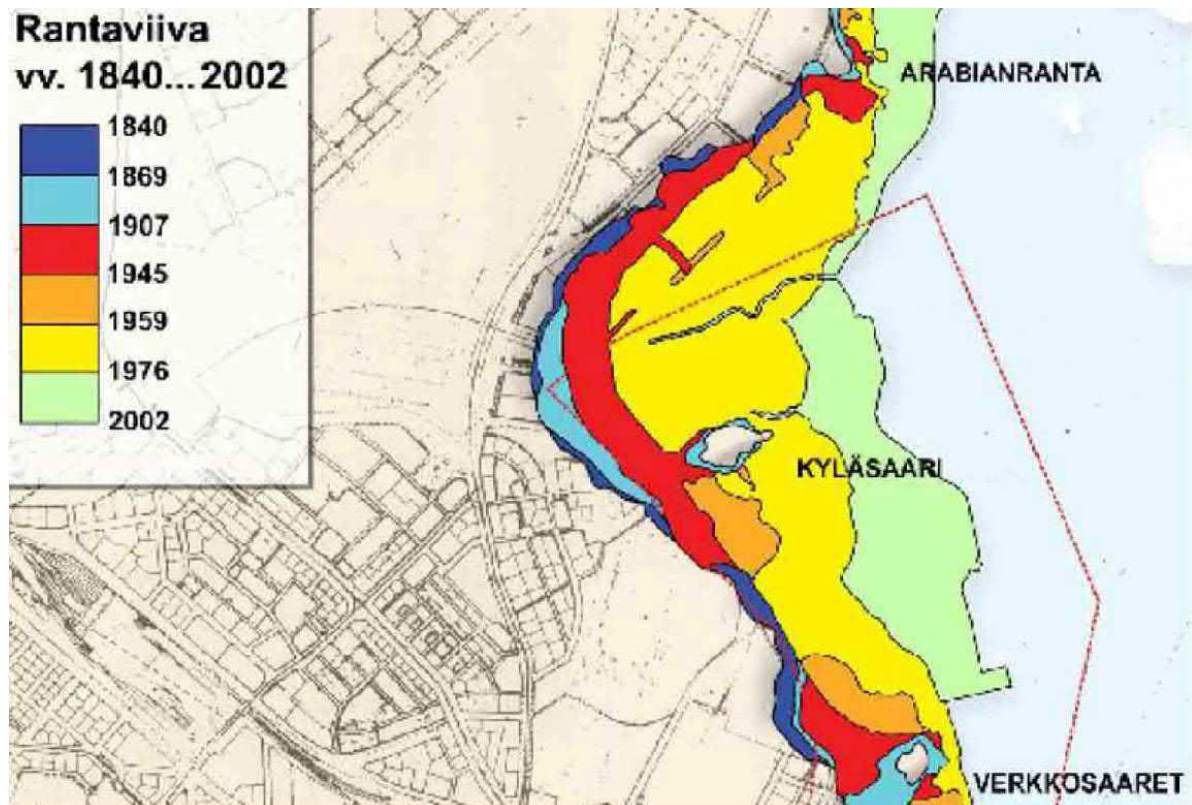 Rantaviiva
vv. 1840...2002
1840
1869
1907
1945
1959
1976
2002
ARABIANRANTA
KYLÄSAARI
VERKKOSAARET